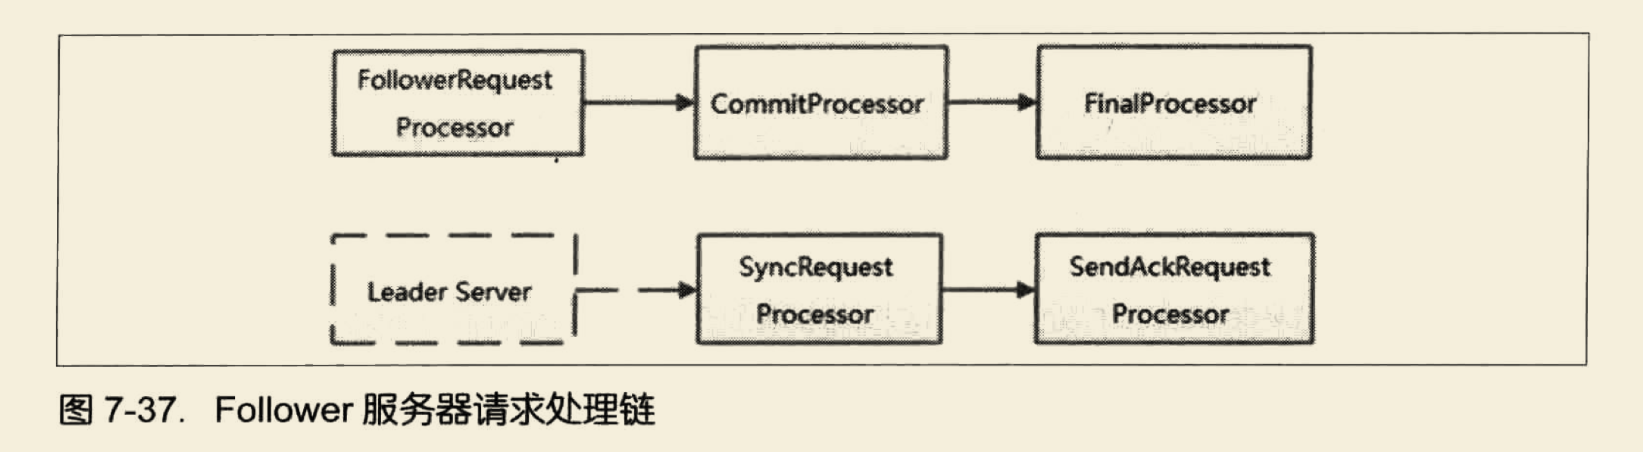 FollowerRequest
Processor
CommitProcessor
FinalProcessor
Leader Server
SyncRequest
Processor
SendAckRequest
Processor
图 7-37. Follower 服务器请求处理链